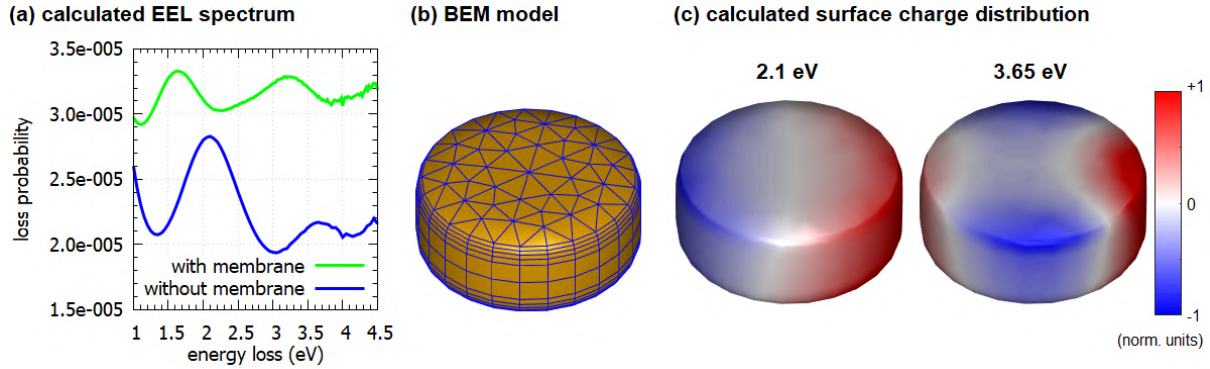 (a) calculated EEL spectrum
3.5e-005
3.0e-005
2.5e-005
2.0e-005
1.5e-005
loss probability
with membrane
without membrane
1 1.5 2 2.5 3 3.5 4 4.5
energy loss (eV)
(b) BEM model
(c) calculated surface charge distribution
2.1 eV
3.65 eV
+1
0
-1
(norm. units)